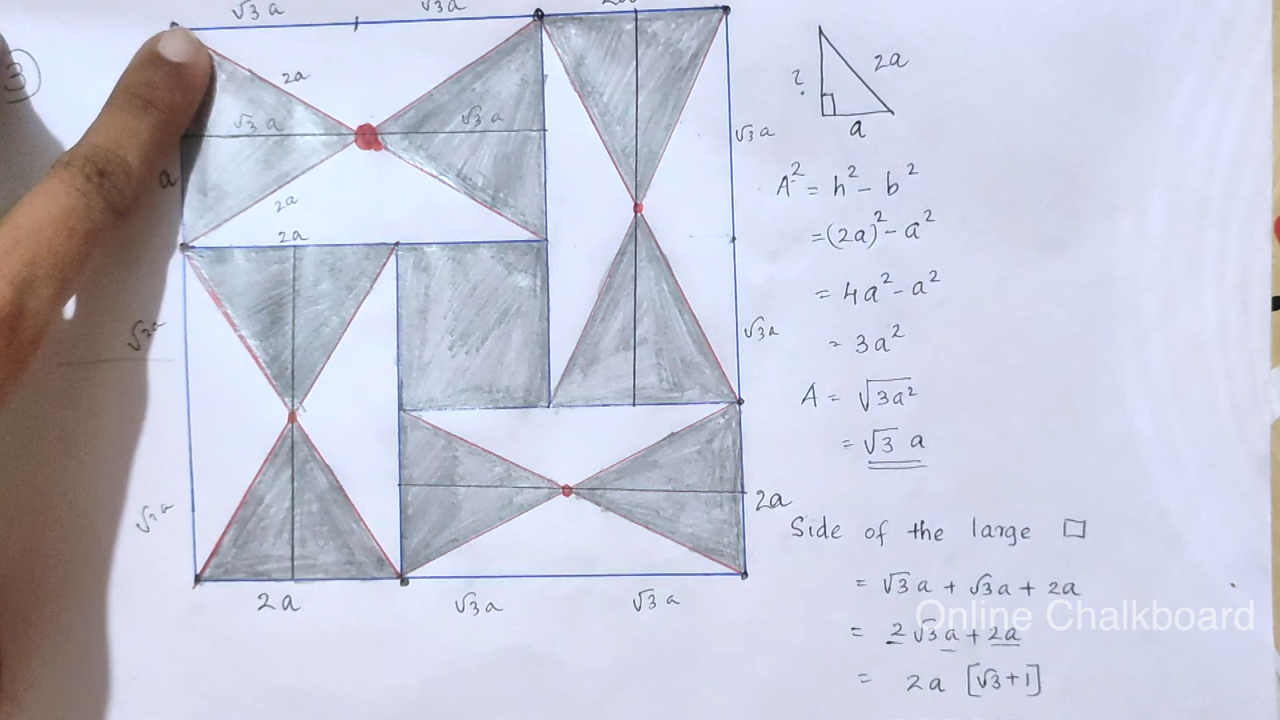 3
√3 a √3 a
2a
√3 a √3 a
a
2a
2a
√3 a
√3 a
2a √3 a √3 a
√3 a
√3 a
2a
? 2a
a
A² = h² - b²
= (2a)² - a²
= 4a² - a²
= 3a²
A = √3a²
= √3 a
Side of the large □
= √3 a + √3 a + 2a
= 2 √3 a + 2a
= 2a [√3+1]
Online Chalkboard